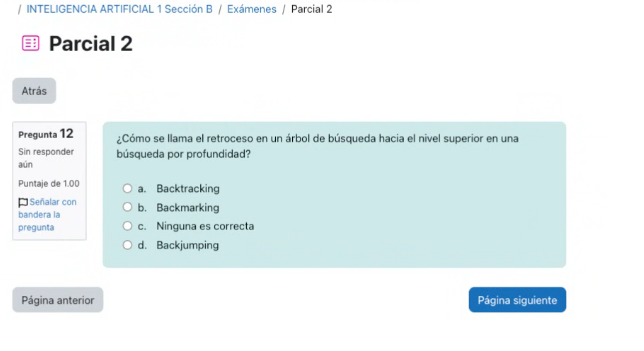 / INTELIGENCIA ARTIFICIAL 1 Sección B / Exámenes / Parcial 2
Parcial 2
Atrás
Pregunta 12
Sin responder
aún
Puntaje de 1.00
Señalar con
bandera la
pregunta
¿Cómo se llama el retroceso en un árbol de búsqueda hacia el nivel superior en una
búsqueda por profundidad?
a. Backtracking
b. Backmarking
c. Ninguna es correcta
d. Backjumping
Página anterior
Página siguiente